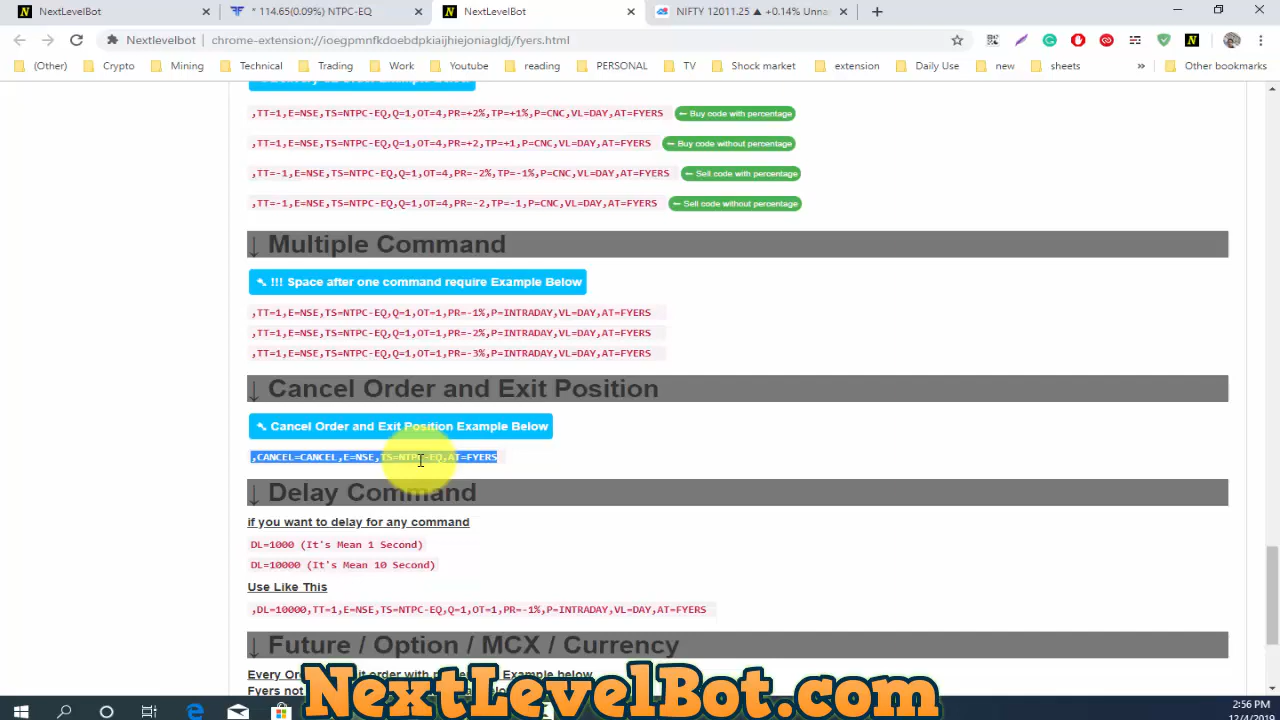 NextLevelBot
* 114.65(0.09%) NTPC-EQ
NextLevelBot
NIFTY 12011.25 ▲ +0.14% Unna
Nextlevelbot | chrome-extension://ioegpmnfkdoebdpkiaijhiejoniagldj/fyers.html
(Other) Crypto Mining Technical Trading Work Youtube reading PERSONAL TV Shock market extension Daily Use new sheets » Other bookmarks
,TT=1,E=NSE,TS=NTPC-EQ,Q=1,OT=4,PR=+2%,TP=+1%,P=CNC,VL=DAY,AT=FYERS ← Buy code with percentage
,TT=1,E=NSE,TS=NTPC-EQ,Q=1,OT=4,PR=+2,TP=+1,P=CNC,VL=DAY,AT=FYERS ← Buy code without percentage
,TT=-1,E=NSE,TS=NTPC-EQ,Q=1,OT=4,PR=-2%,TP=-1%,P=CNC,VL=DAY,AT=FYERS ← Sell code with percentage
,TT=-1,E=NSE,TS=NTPC-EQ,Q=1,OT=4,PR=-2,TP=-1,P=CNC,VL=DAY,AT=FYERS ← Sell code without percentage
↓ Multiple Command
!!! Space after one command require Example Below
,TT=1,E=NSE,TS=NTPC-EQ,Q=1,OT=1,PR=-1%,P=INTRADAY,VL=DAY,AT=FYERS
,TT=1,E=NSE,TS=NTPC-EQ,Q=1,OT=1,PR=-2%,P=INTRADAY,VL=DAY,AT=FYERS
,TT=1,E=NSE,TS=NTPC-EQ,Q=1,OT=1,PR=-3%,P=INTRADAY,VL=DAY,AT=FYERS
↓ Cancel Order and Exit Position
Cancel Order and Exit Position Example Below
,CANCEL=CANCEL,E=NSE,TS=NTPC-EQ,AT=FYERS
↓ Delay Command
if you want to delay for any command
DL=1000 (It's Mean 1 Second)
DL=10000 (It's Mean 10 Second)
Use Like This
,DL=10000,TT=1,E=NSE,TS=NTPC-EQ,Q=1,OT=1,PR=-1%,P=INTRADAY,VL=DAY,AT=FYERS
↓ Future / Option / MCX / Currency
Every Or it order with Example below
Fyers not
NextLevelBot.com
2:56 PM